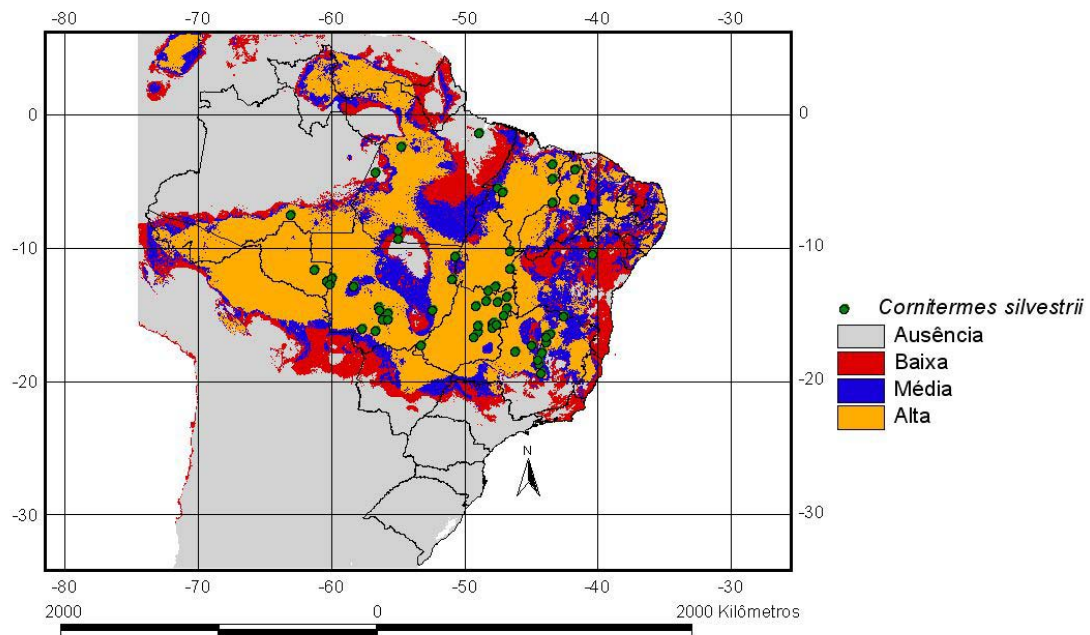 -80 -70 -60 -50 -40 -30
0 0
-10 -10
-20 -20
-30 -30
Cornitermes silvestrii
Ausência
Baixa
Média
Alta
N
-80 -70 -60 -50 -40 -30
2000 0 2000 Kilômetros